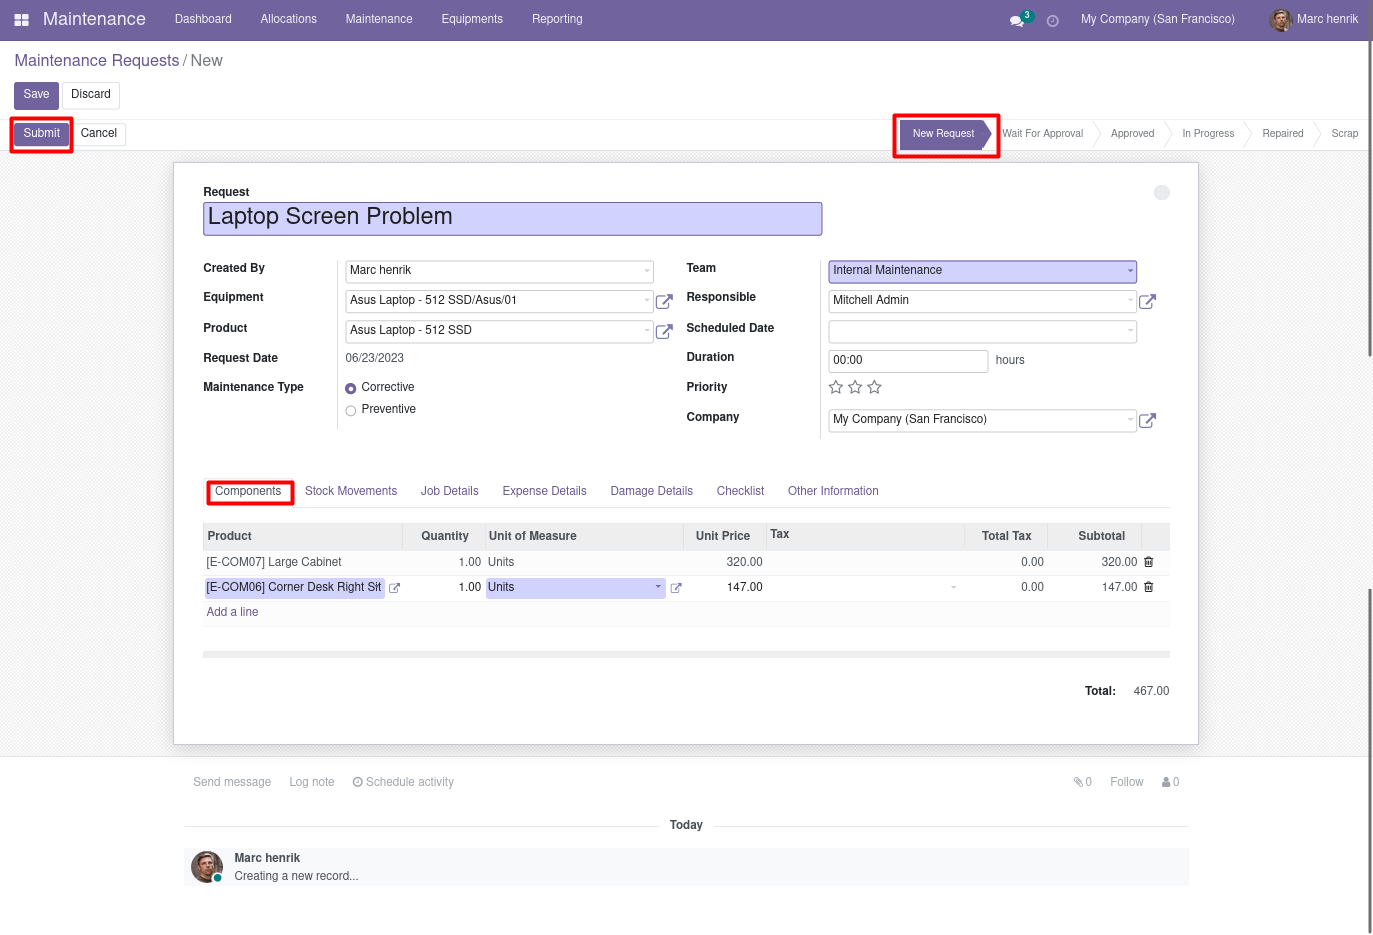 Maintenance Dashboard Allocations Maintenance Equipments Reporting 3 My Company (San Francisco) Marc henrik
Maintenance Requests / New
Save Discard
Submit Cancel New Request Wait For Approval Approved In Progress Repaired Scrap
Request
Laptop Screen Problem
Created By Marc henrik Team Internal Maintenance
Equipment Asus Laptop - 512 SSD/Asus/01 Responsible Mitchell Admin
Product Asus Laptop - 512 SSD Scheduled Date
Request Date 06/23/2023 Duration 00:00 hours
Maintenance Type Corrective Priority
Preventive
Company My Company (San Francisco)
Components Stock Movements Job Details Expense Details Damage Details Checklist Other Information
Product Quantity Unit of Measure Unit Price Tax Total Tax Subtotal
[E-COM07] Large Cabinet 1.00 Units 320.00 0.00 320.00
[E-COM06] Corner Desk Right Sit 1.00 Units 147.00 0.00 147.00
Add a line
Total: 467.00
Send message Log note Schedule activity 0 Follow 0
Today
Marc henrik
Creating a new record...